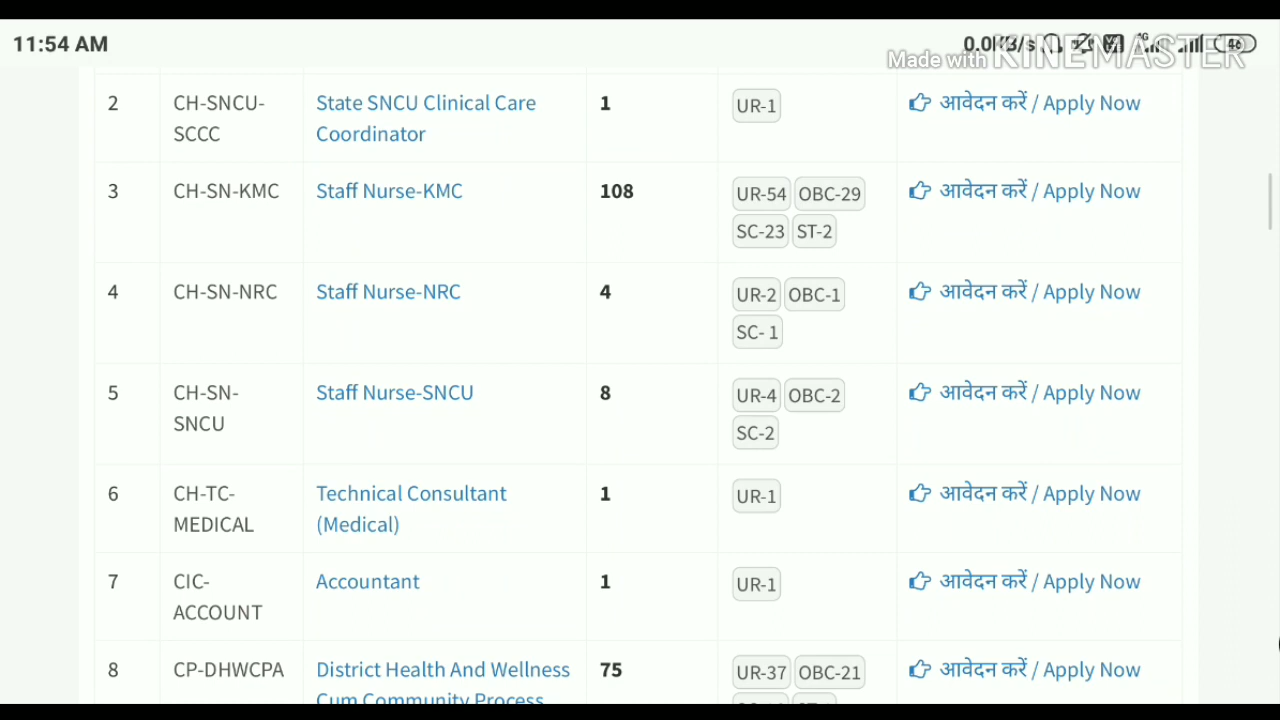 11:54 AM
0.0KB/s
Made with KINEMASTER
2 CH-SNCU-SCCC State SNCU Clinical Care Coordinator 1 UR-1 आवेदन करें / Apply Now
3 CH-SN-KMC Staff Nurse-KMC 108 UR-54 OBC-29 SC-23 ST-2 आवेदन करें / Apply Now
4 CH-SN-NRC Staff Nurse-NRC 4 UR-2 OBC-1 SC- 1 आवेदन करें / Apply Now
5 CH-SN-SNCU Staff Nurse-SNCU 8 UR-4 OBC-2 SC-2 आवेदन करें / Apply Now
6 CH-TC-MEDICAL Technical Consultant (Medical) 1 UR-1 आवेदन करें / Apply Now
7 CIC-ACCOUNT Accountant 1 UR-1 आवेदन करें / Apply Now
8 CP-DHWCPA District Health And Wellness Cum Community Process 75 UR-37 OBC-21 आवेदन करें / Apply Now